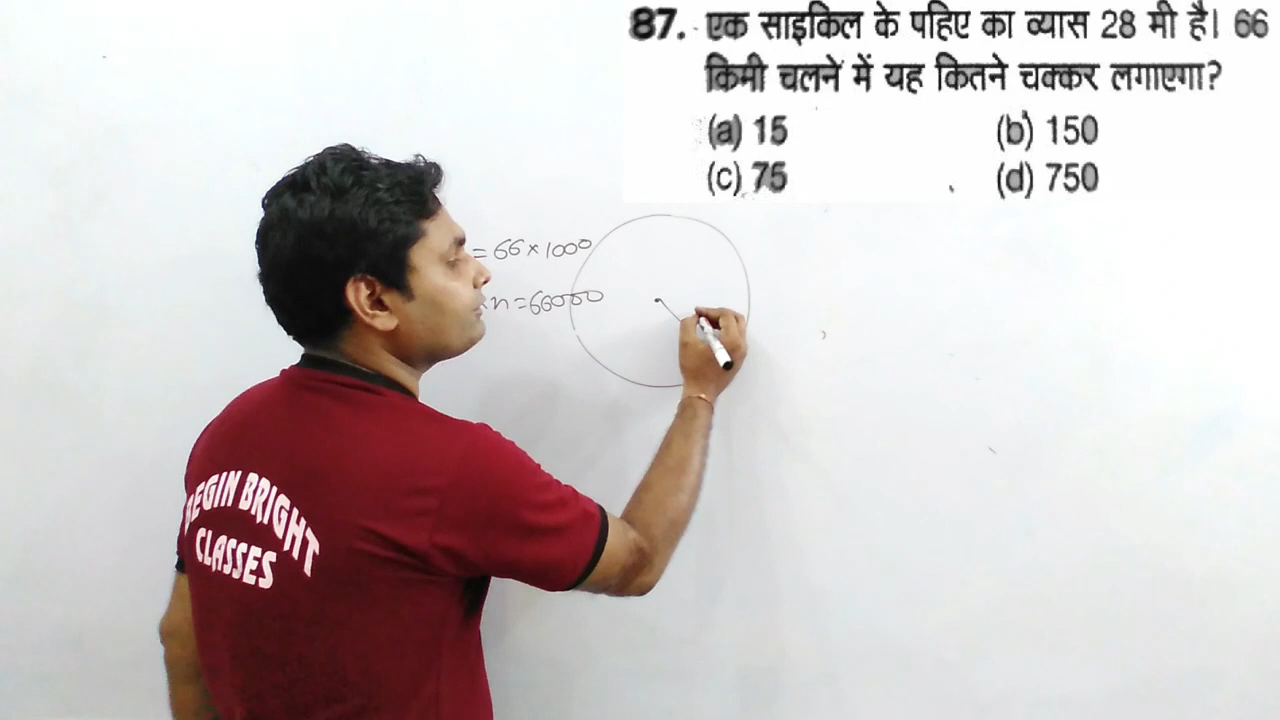 87. एक साइकिल के पहिए का व्यास 28 मी है। 66
किमी चलने में यह कितने चक्कर लगाएगा?
(a) 15 (b) 150
(c) 75 (d) 750
= 66 × 1000
× n = 66000
BEGIN BRIGHT
CLASSES